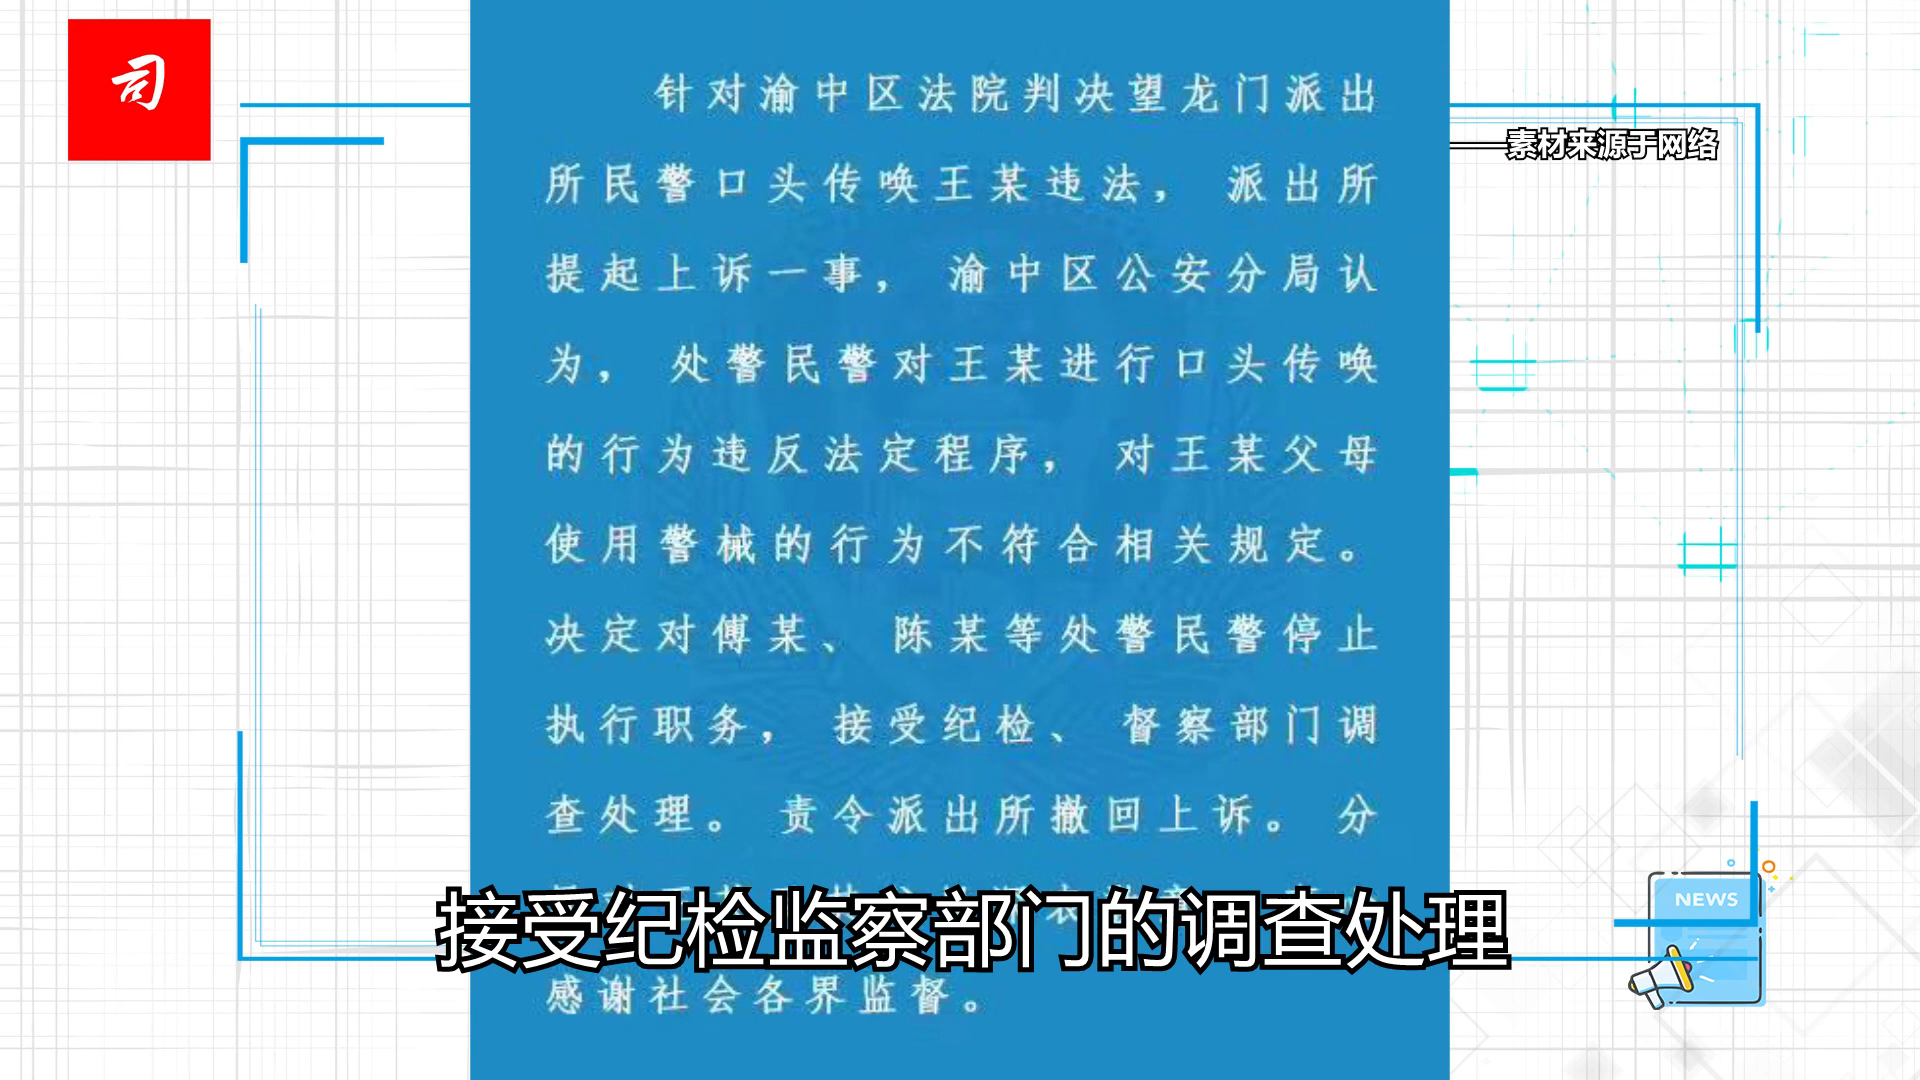 司
素材来源于网络
针对渝中区法院判决望龙门派出
所民警口头传唤王某违法，派出所
提起上诉一事，渝中区公安分局认
为，处警民警对王某进行口头传唤
的行为违反法定程序，对王某父母
使用警械的行为不符合相关规定。
决定对傅某、陈某等处警民警停止
执行职务，接受纪检、督察部门调
查处理。责令派出所撤回上诉。分
接受纪检监察部门的调查处理
感谢社会各界监督。
NEWS